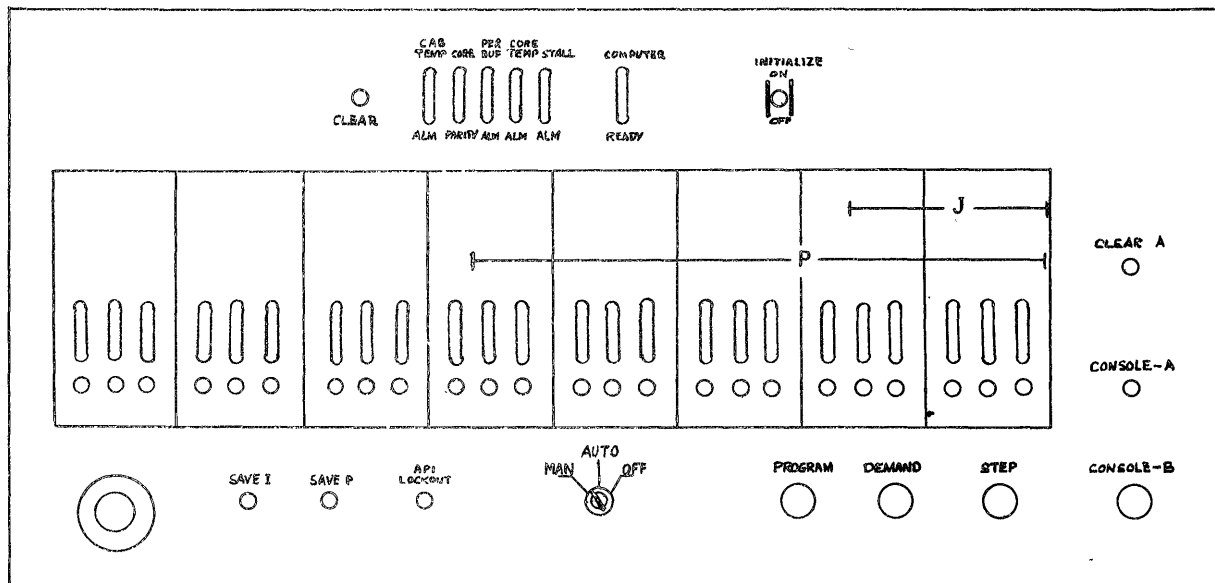 CAB PER CORE
TEMP CORE BUF TEMP STALL COMPUTER
INITIALIZE
ON
CLEAR
OFF
ALM PARITY ALM ALM ALM READY
J
P
CLEAR A
CONSOLE-A
AUTO
MAN OFF
API
SAVE I SAVE P LOCKOUT
PROGRAM DEMAND STEP CONSOLE-B